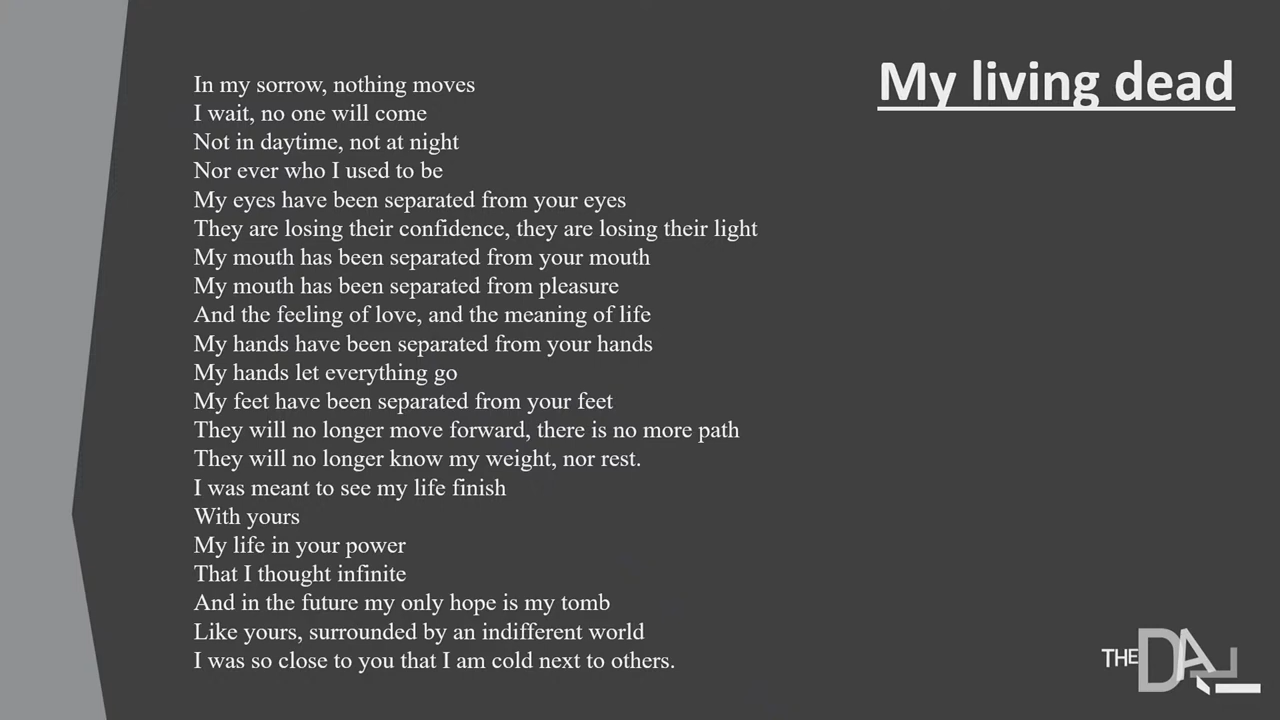 My living dead
In my sorrow, nothing moves
I wait, no one will come
Not in daytime, not at night
Nor ever who I used to be
My eyes have been separated from your eyes
They are losing their confidence, they are losing their light
My mouth has been separated from your mouth
My mouth has been separated from pleasure
And the feeling of love, and the meaning of life
My hands have been separated from your hands
My hands let everything go
My feet have been separated from your feet
They will no longer move forward, there is no more path
They will no longer know my weight, nor rest.
I was meant to see my life finish
With yours
My life in your power
That I thought infinite
And in the future my only hope is my tomb
Like yours, surrounded by an indifferent world
I was so close to you that I am cold next to others.
THE